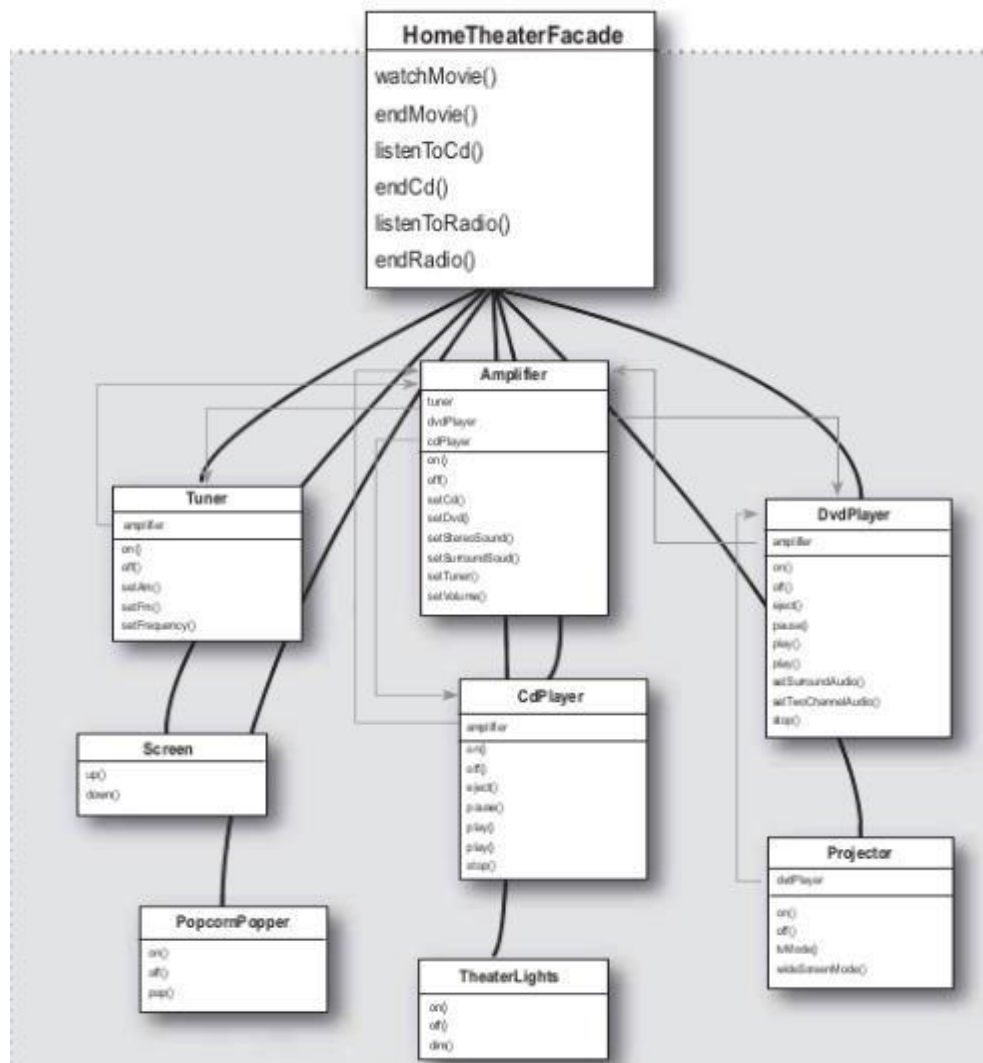 HomeTheaterFacade
watchMovie()
endMovie()
listenToCd()
endCd()
listenToRadio()
endRadio()
Amplifier
tuner
dvdPlayer
cdPlayer
on()
off()
setCd()
setDvd()
setStereoSound()
setSurroundSoud()
setTuner()
setVolume()
Tuner
amplifier
on()
off()
setAm()
setFm()
setFrequency()
DvdPlayer
amplifier
on()
off()
eject()
pause()
play()
play()
setSurroundAudio()
setTwoChannelAudio()
stop()
Screen
up()
down()
CdPlayer
amplifier
on()
off()
eject()
pause()
play()
play()
stop()
Projector
dvdPlayer
on()
off()
tvMode()
wideScreenMode()
PopcornPopper
on()
off()
pop()
TheaterLights
on()
off()
dim()